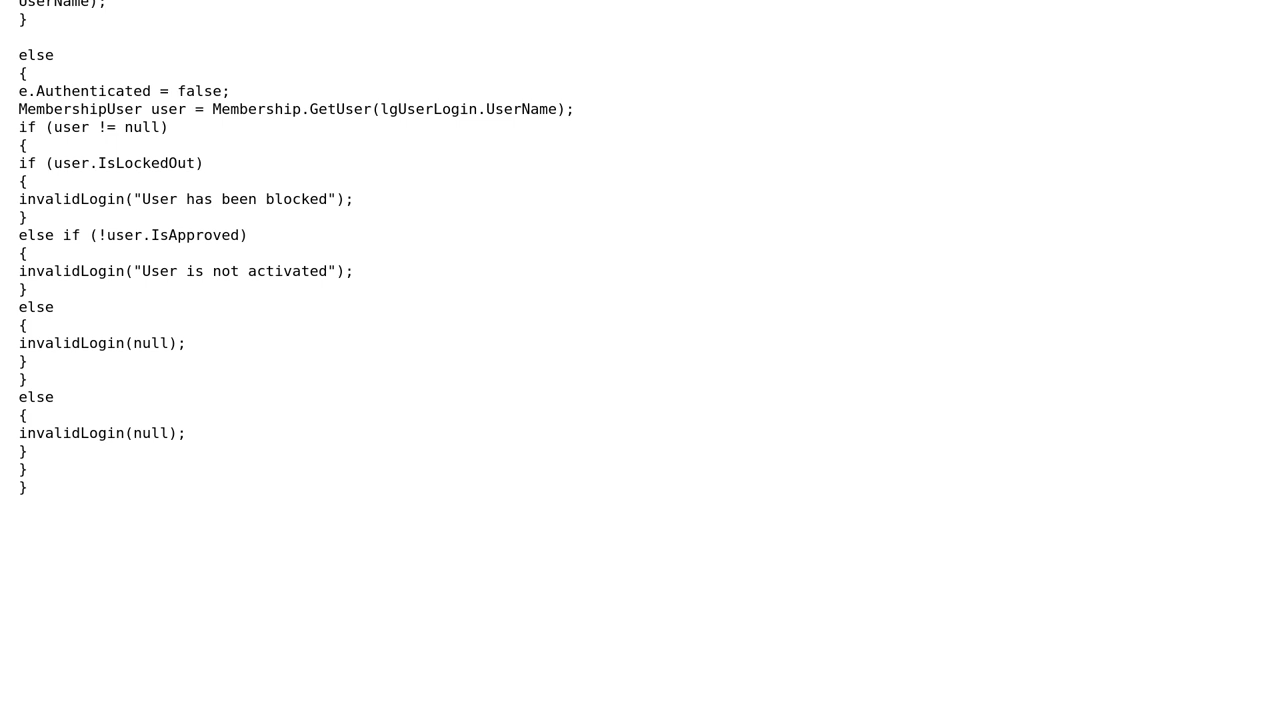 UserName);
}
else
{
e.Authenticated = false;
MembershipUser user = Membership.GetUser(lgUserLogin.UserName);
if (user != null)
{
if (user.IsLockedOut)
{
invalidLogin("User has been blocked");
}
else if (!user.IsApproved)
{
invalidLogin("User is not activated");
}
else
{
invalidLogin(null);
}
}
else
{
invalidLogin(null);
}
}
}